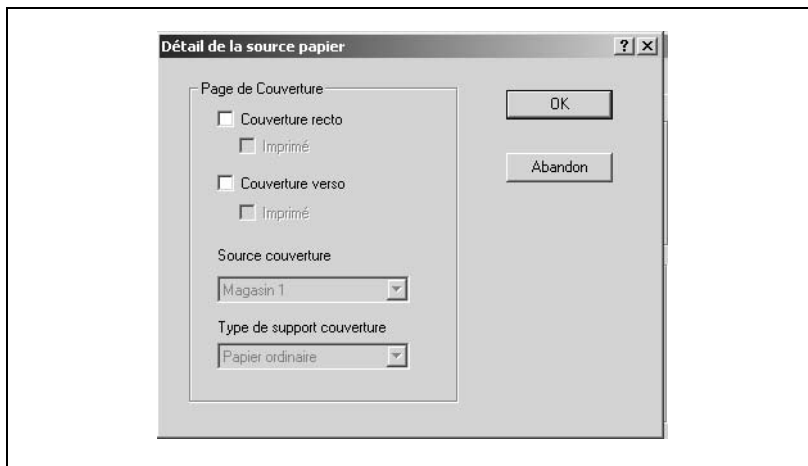 Détail de la source papier
Page de Couverture
OK
Couverture recto
Imprimé
Abandon
Couverture verso
Imprimé
Source couverture
Magasin 1
Type de support couverture
Papier ordinaire